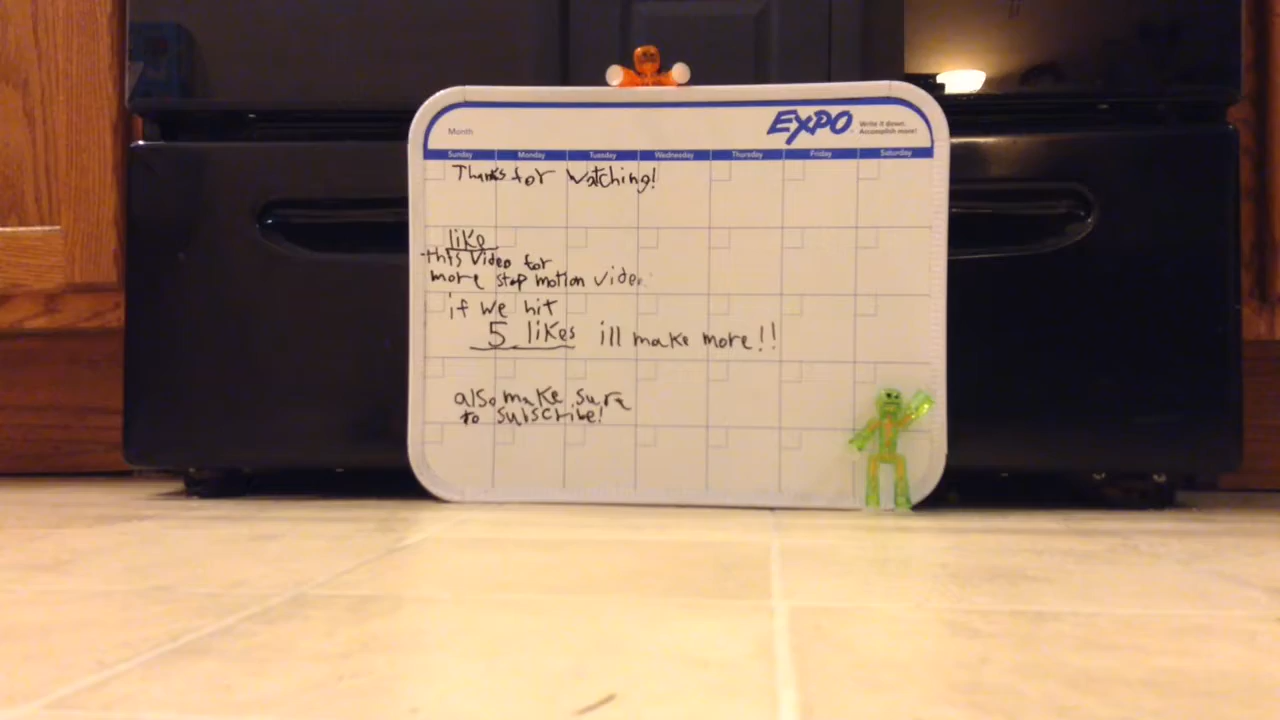 Month
EXPO
Write it down.
Accomplish more!
Sunday Monday Tuesday Wednesday Thursday Friday Saturday
Thanks for watching!
like
this video for
more stop motion video
if we hit
5 likes ill make more!!
also make sure
to subscribe!